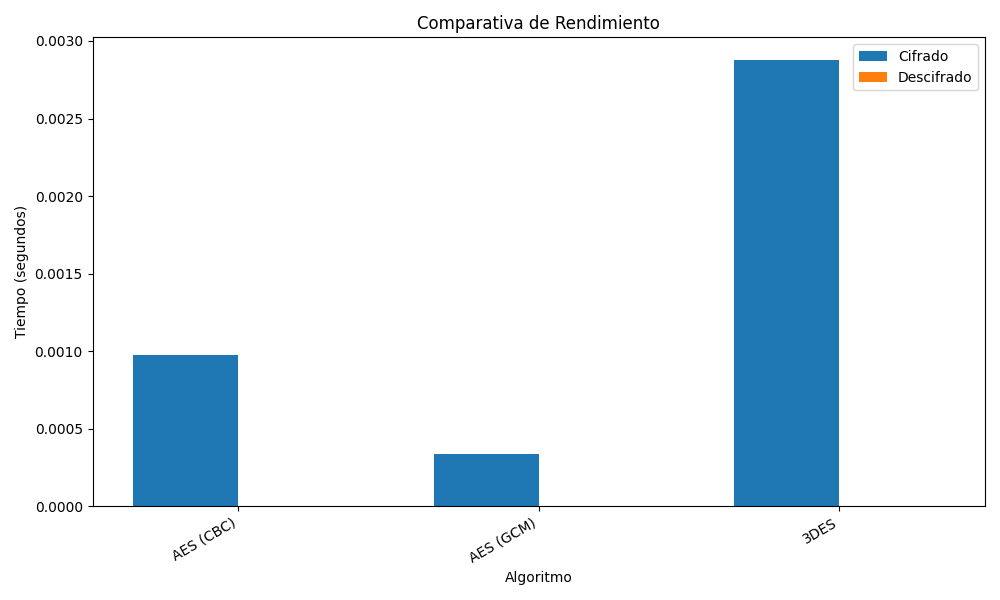 Comparativa de Rendimiento
Cifrado
Descifrado
Tiempo (segundos)
0.0030
0.0025
0.0020
0.0015
0.0010
0.0005
0.0000
AES (CBC)
AES (GCM)
3DES
Algoritmo